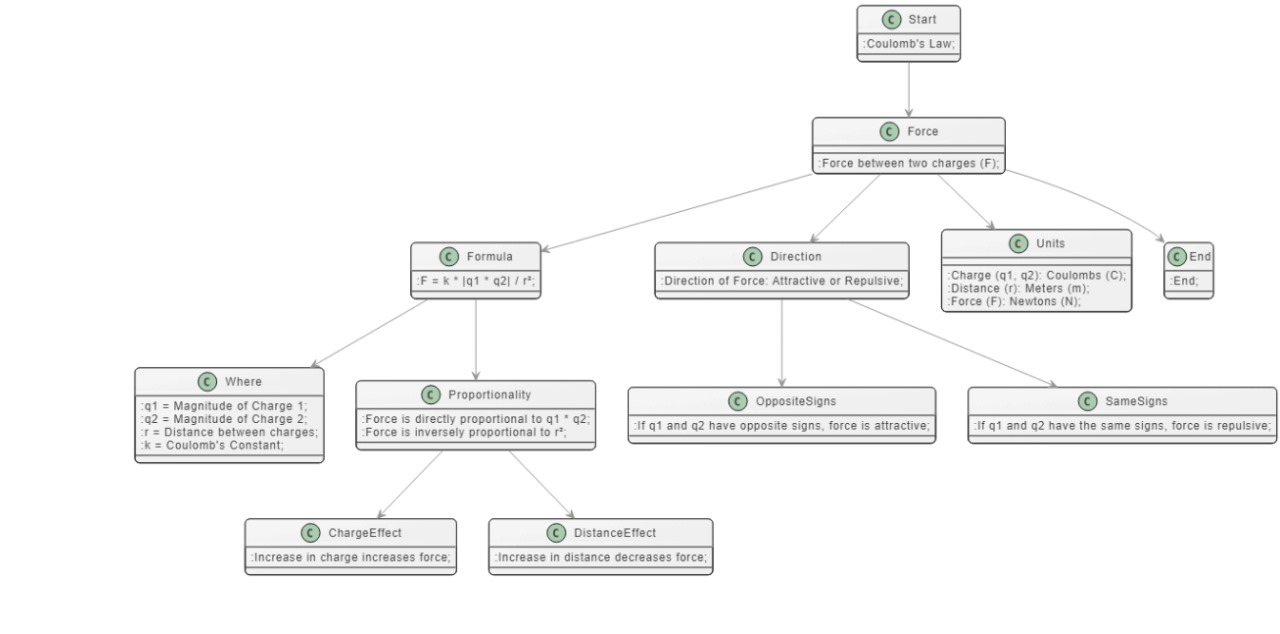 C Start
:Coulomb's Law;
C Force
:Force between two charges (F);
C Formula
:F = k * |q1 * q2| / r²;
C Direction
:Direction of Force: Attractive or Repulsive;
C Units
:Charge (q1, q2): Coulombs (C);
:Distance (r): Meters (m);
:Force (F): Newtons (N);
C End
:End;
C Where
:q1 = Magnitude of Charge 1;
:q2 = Magnitude of Charge 2;
:r = Distance between charges;
:k = Coulomb's Constant;
C Proportionality
:Force is directly proportional to q1 * q2;
:Force is inversely proportional to r²;
C OppositeSigns
:If q1 and q2 have opposite signs, force is attractive;
C SameSigns
:If q1 and q2 have the same signs, force is repulsive;
C ChargeEffect
:Increase in charge increases force;
C DistanceEffect
:Increase in distance decreases force;